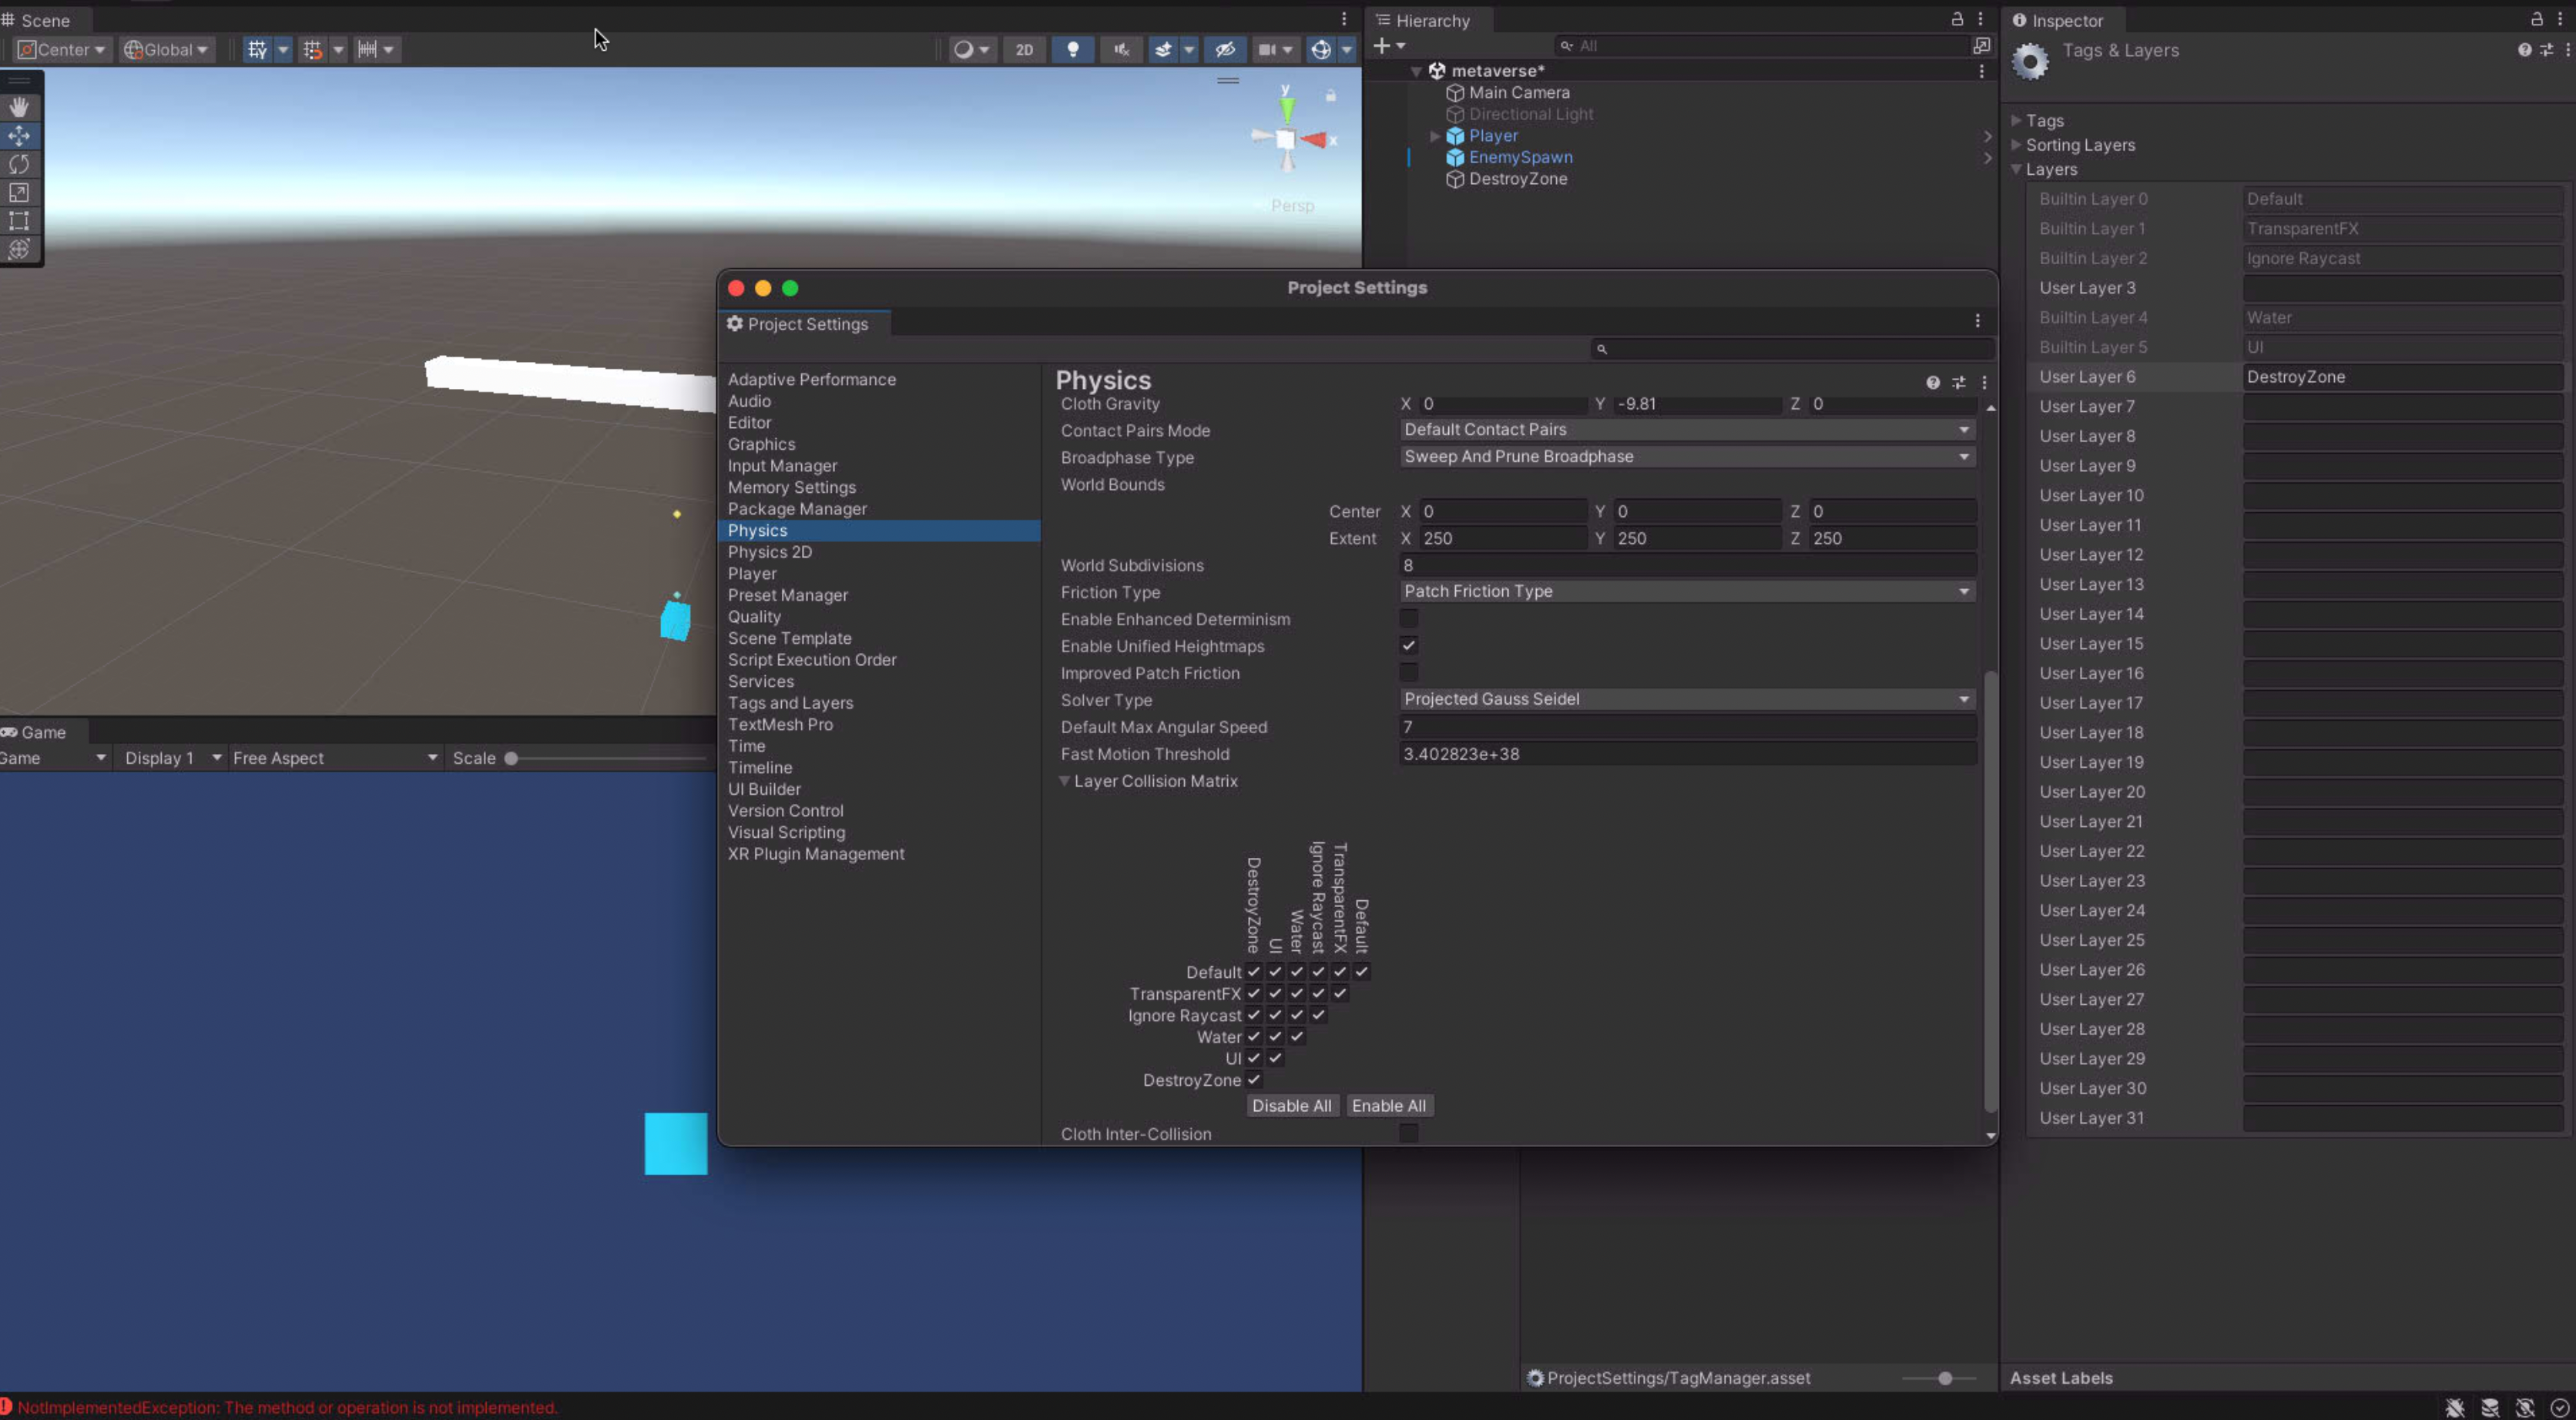 Scene
Center
Global
2D
y
x
Persp
Hierarchy
All
metaverse*
Main Camera
Directional Light
Player
EnemySpawn
DestroyZone
Inspector
Tags & Layers
Tags
Sorting Layers
Layers
Builtin Layer 0 Default
Builtin Layer 1 TransparentFX
Builtin Layer 2 Ignore Raycast
User Layer 3
Builtin Layer 4 Water
Builtin Layer 5 UI
User Layer 6 DestroyZone
User Layer 7
User Layer 8
User Layer 9
User Layer 10
User Layer 11
User Layer 12
User Layer 13
User Layer 14
User Layer 15
User Layer 16
User Layer 17
User Layer 18
User Layer 19
User Layer 20
User Layer 21
User Layer 22
User Layer 23
User Layer 24
User Layer 25
User Layer 26
User Layer 27
User Layer 28
User Layer 29
User Layer 30
User Layer 31
Asset Labels
Project Settings
Project Settings
Adaptive Performance
Audio
Editor
Graphics
Input Manager
Memory Settings
Package Manager
Physics
Physics 2D
Player
Preset Manager
Quality
Scene Template
Script Execution Order
Services
Tags and Layers
TextMesh Pro
Time
Timeline
UI Builder
Version Control
Visual Scripting
XR Plugin Management
Physics
Cloth Gravity X 0 Y -9.81 Z 0
Contact Pairs Mode Default Contact Pairs
Broadphase Type Sweep And Prune Broadphase
World Bounds
Center X 0 Y 0 Z 0
Extent X 250 Y 250 Z 250
World Subdivisions 8
Friction Type Patch Friction Type
Enable Enhanced Determinism
Enable Unified Heightmaps
Improved Patch Friction
Solver Type Projected Gauss Seidel
Default Max Angular Speed 7
Fast Motion Threshold 3.402823e+38
Layer Collision Matrix
DestroyZone
UI
Water
Ignore Raycast
TransparentFX
Default
Default
TransparentFX
Ignore Raycast
Water
UI
DestroyZone
Disable All Enable All
Cloth Inter-Collision
Game
Game Display 1 Free Aspect Scale
ProjectSettings/TagManager.asset
NotImplementedException: The method or operation is not implemented.